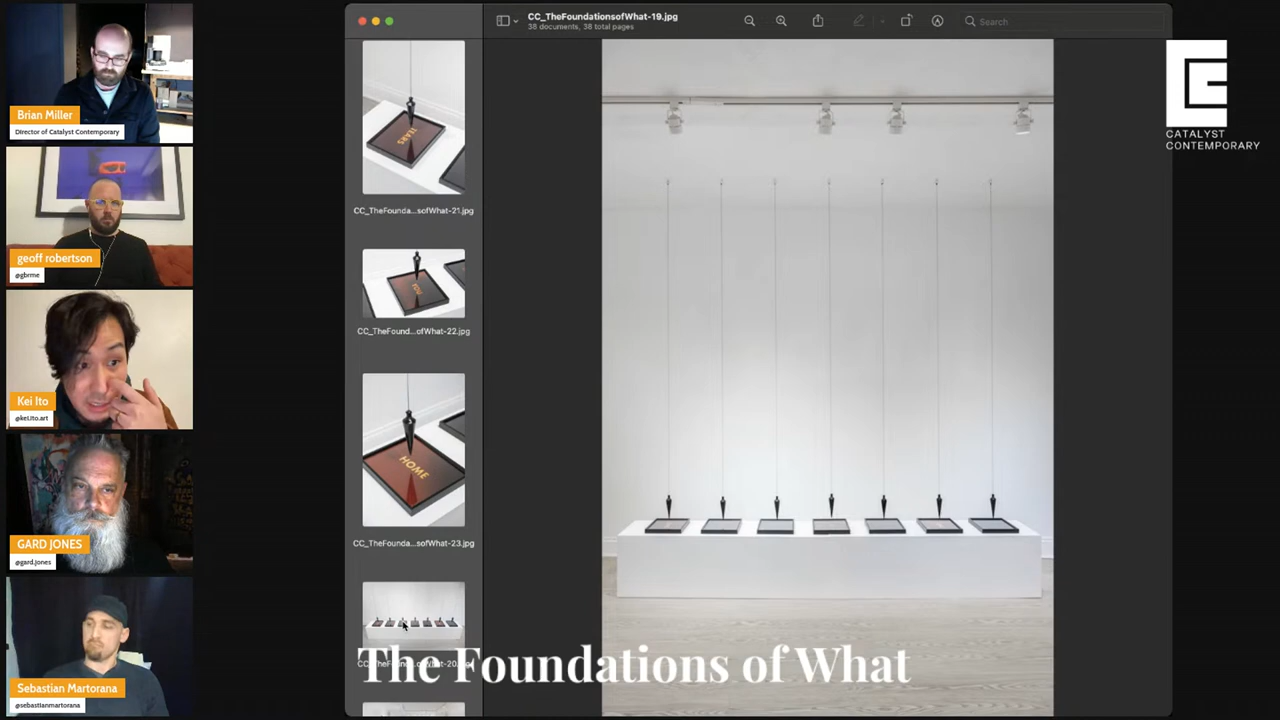 Brian Miller
Director of Catalyst Contemporary
geoff robertson
@gbrme
Kei Ito
@kei.ito.art
GARD JONES
@gard.jones
Sebastian Martorana
@sebastianmartorana
CC_TheFoundationsofWhat-19.jpg
38 documents, 38 total pages
Search
CATALYST
CONTEMPORARY
TEARS
CC_TheFounda...sofWhat-21.jpg
YOU
CC_TheFound...ofWhat-22.jpg
HOME
CC_TheFounda...sofWhat-23.jpg
The Foundations of What